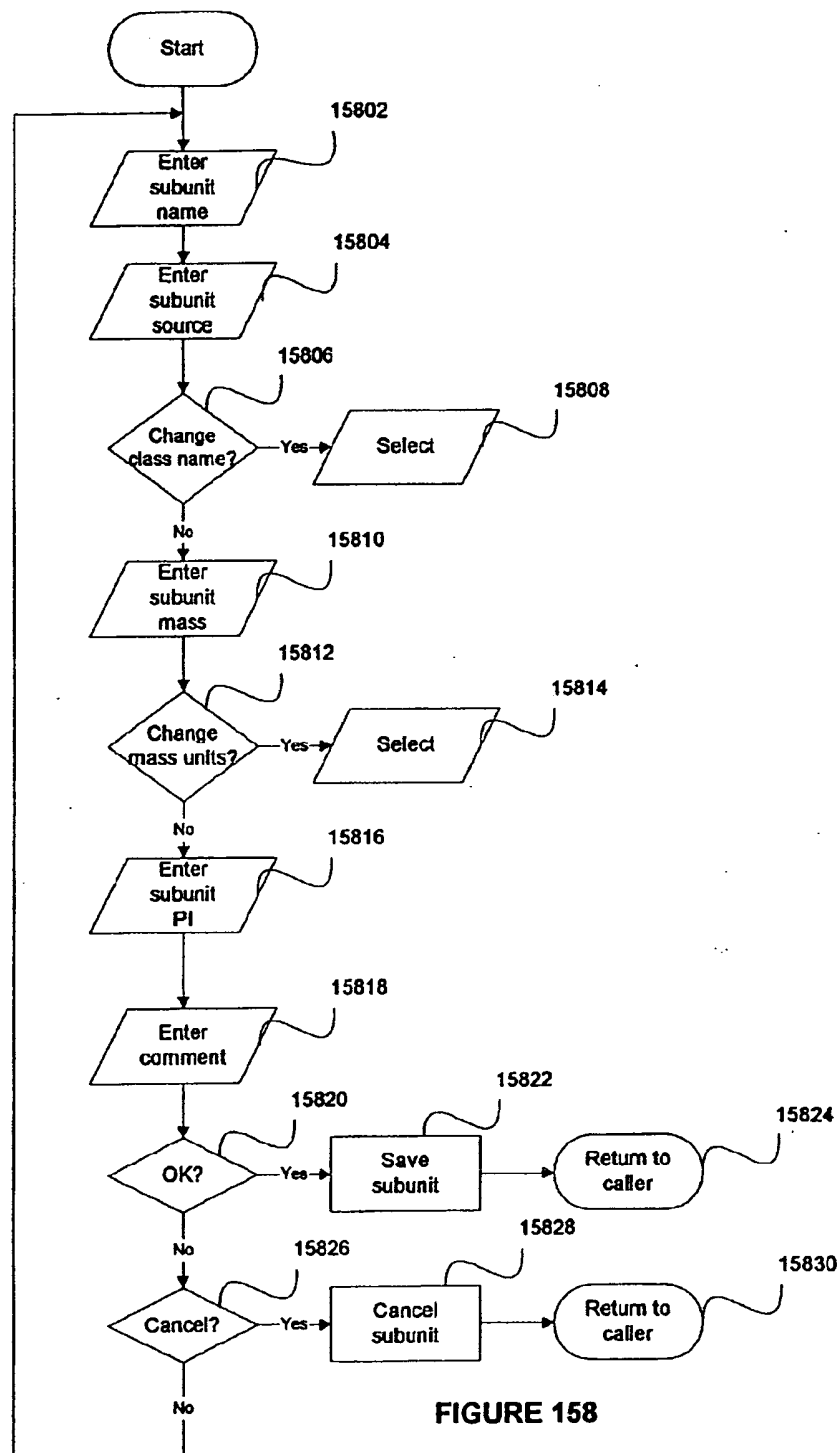 Start
15802
Enter
subunit
name
15804
Enter
subunit
source
15806
Change
class name?
Yes
15808
Select
No
15810
Enter
subunit
mass
15812
Change
mass units?
Yes
15814
Select
No
15816
Enter
subunit
PI
15818
Enter
comment
15820
OK?
Yes
15822
Save
subunit
15824
Return to
caller
No
15826
Cancel?
Yes
15828
Cancel
subunit
15830
Return to
caller
No
FIGURE 158